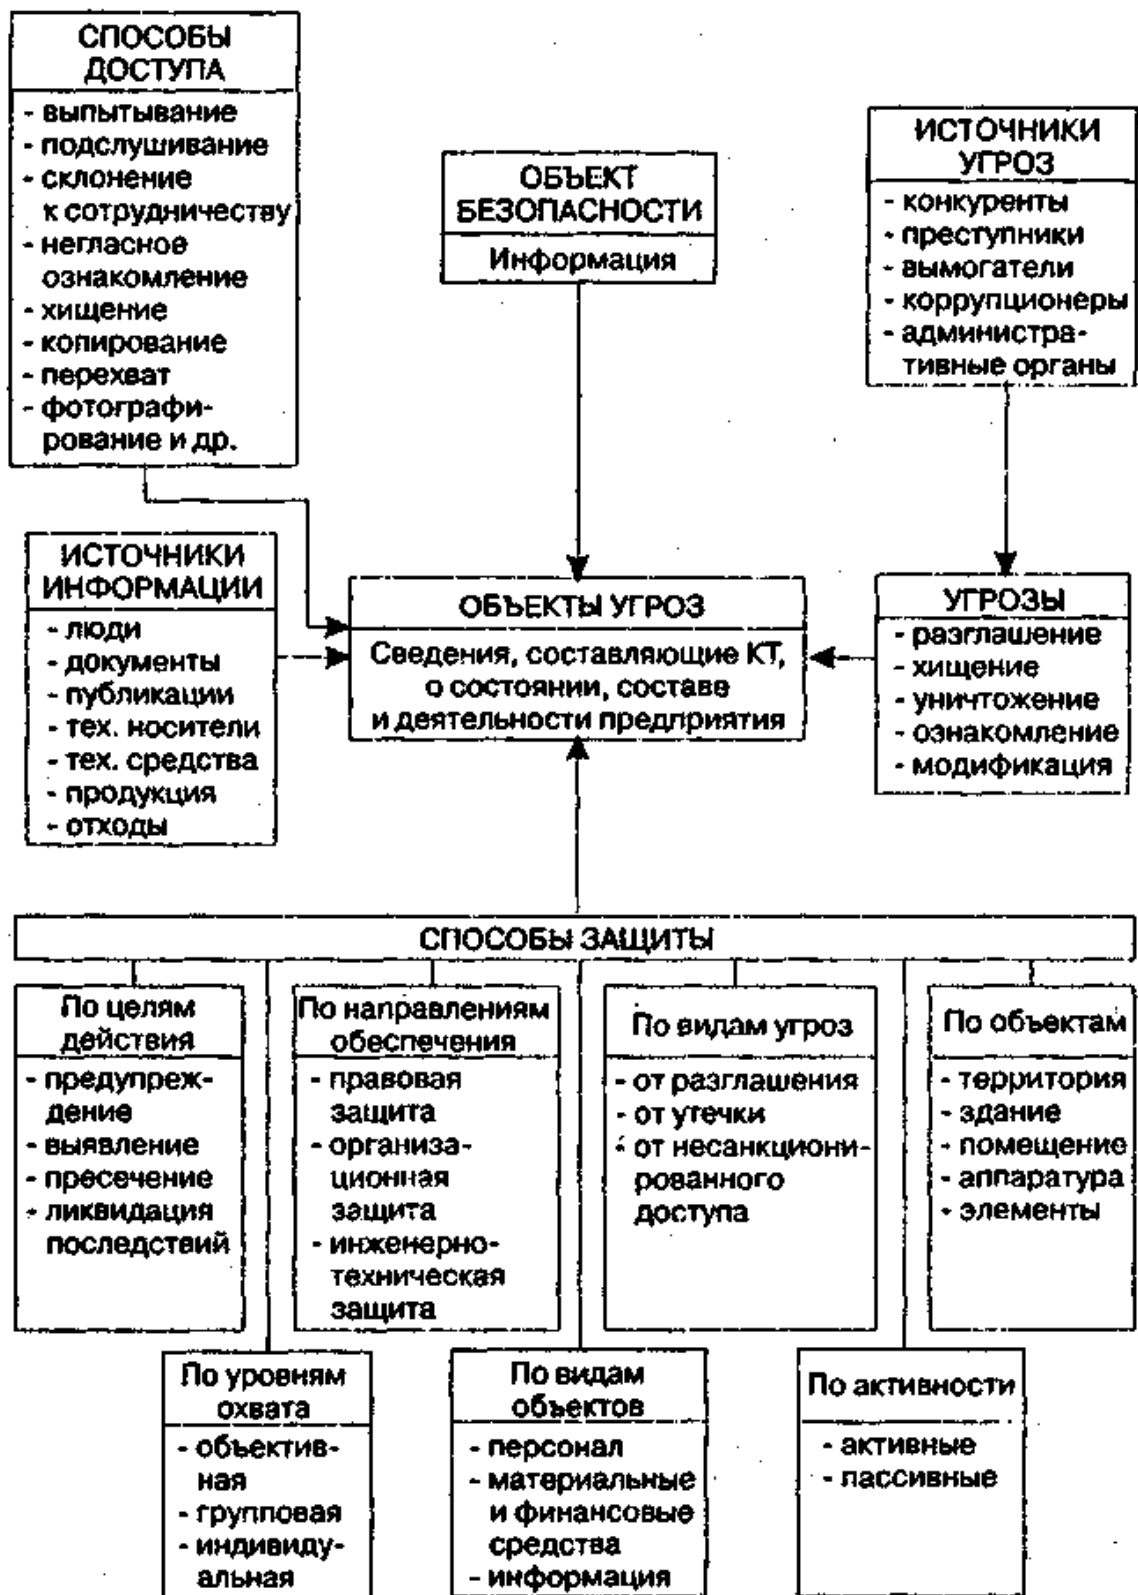 СПОСОБЫ
ДОСТУПА
- выпытывание
- подслушивание
- склонение
к сотрудничеству
- негласное
ознакомление
- хищение
- копирование
- перехват
- фотографи-
рование и др.
ОБЪЕКТ
БЕЗОПАСНОСТИ
Информация
ИСТОЧНИКИ
УГРОЗ
- конкуренты
- преступники
- вымогатели
- коррупционеры
- администра-
тивные органы
ИСТОЧНИКИ
ИНФОРМАЦИИ
- люди
- документы
- публикации
- тех. носители
- тех. средства
- продукция
- отходы
ОБЪЕКТЫ УГРОЗ
Сведения, составляющие КТ,
о состоянии, составе
и деятельности предприятия
УГРОЗЫ
- разглашение
- хищение
- уничтожение
- ознакомление
- модификация
СПОСОБЫ ЗАЩИТЫ
По целям
действия
- предупреж-
дение
- выявление
- пресечение
- ликвидация
последствий
По направлениям
обеспечения
- правовая
защита
- организа-
ционная
защита
- инженерно-
техническая
защита
По видам угроз
- от разглашения
- от утечки
- от несанкциони-
рованного
доступа
По объектам
- территория
- здание
- помещение
- аппаратура
- элементы
По уровням
охвата
- объектив-
ная
- групповая
- индивиду-
альная
По видам
объектов
- персонал
- материальные
и финансовые
средства
- информация
По активности
- активные
- пассивные